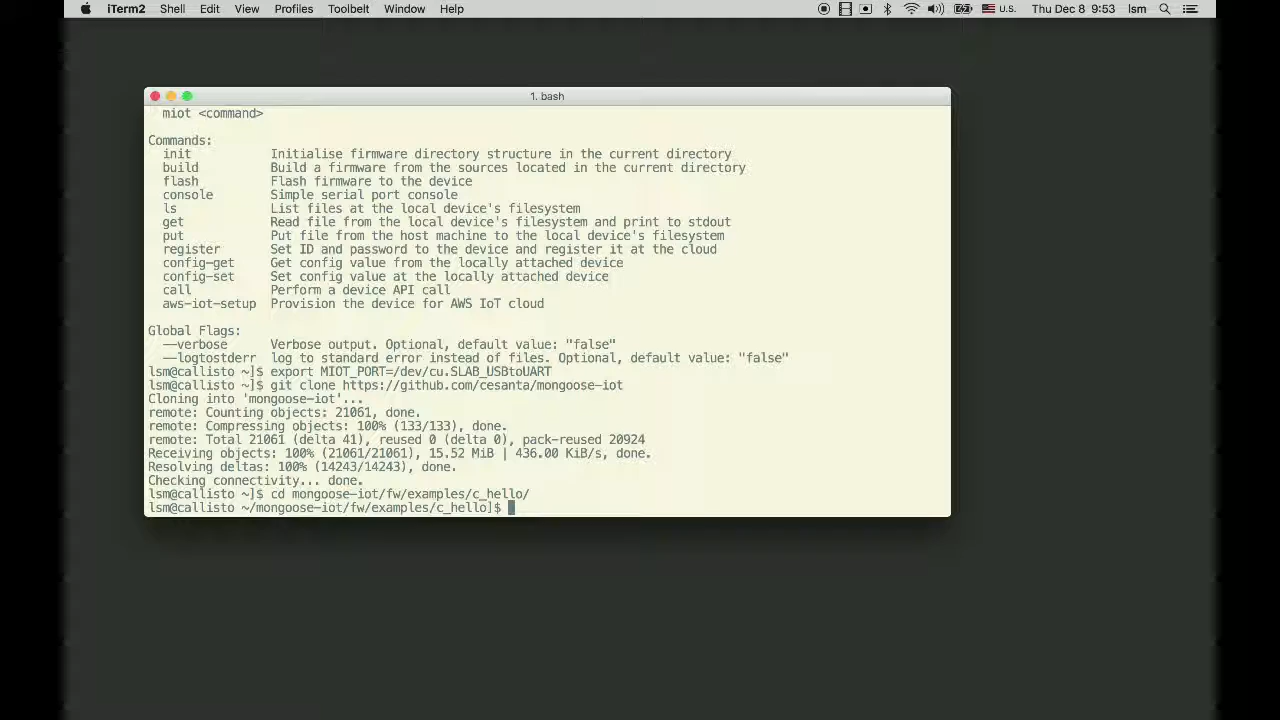 iTerm2 Shell Edit View Profiles Toolbelt Window Help U.S. Thu Dec 8 9:53 lsm
1. bash
miot <command>
Commands:
init Initialise firmware directory structure in the current directory
build Build a firmware from the sources located in the current directory
flash Flash firmware to the device
console Simple serial port console
ls List files at the local device's filesystem
get Read file from the local device's filesystem and print to stdout
put Put file from the host machine to the local device's filesystem
register Set ID and password to the device and register it at the cloud
config-get Get config value from the locally attached device
config-set Set config value at the locally attached device
call Perform a device API call
aws-iot-setup Provision the device for AWS IoT cloud
Global Flags:
--verbose Verbose output. Optional, default value: "false"
--logtostderr log to standard error instead of files. Optional, default value: "false"
lsm@callisto ~]$ export MIOT_PORT=/dev/cu.SLAB_USBtoUART
lsm@callisto ~]$ git clone https://github.com/cesanta/mongoose-iot
Cloning into 'mongoose-iot'...
remote: Counting objects: 21061, done.
remote: Compressing objects: 100% (133/133), done.
remote: Total 21061 (delta 41), reused 0 (delta 0), pack-reused 20924
Receiving objects: 100% (21061/21061), 15.52 MiB | 436.00 KiB/s, done.
Resolving deltas: 100% (14243/14243), done.
Checking connectivity... done.
lsm@callisto ~]$ cd mongoose-iot/fw/examples/c_hello/
lsm@callisto ~/mongoose-iot/fw/examples/c_hello]$